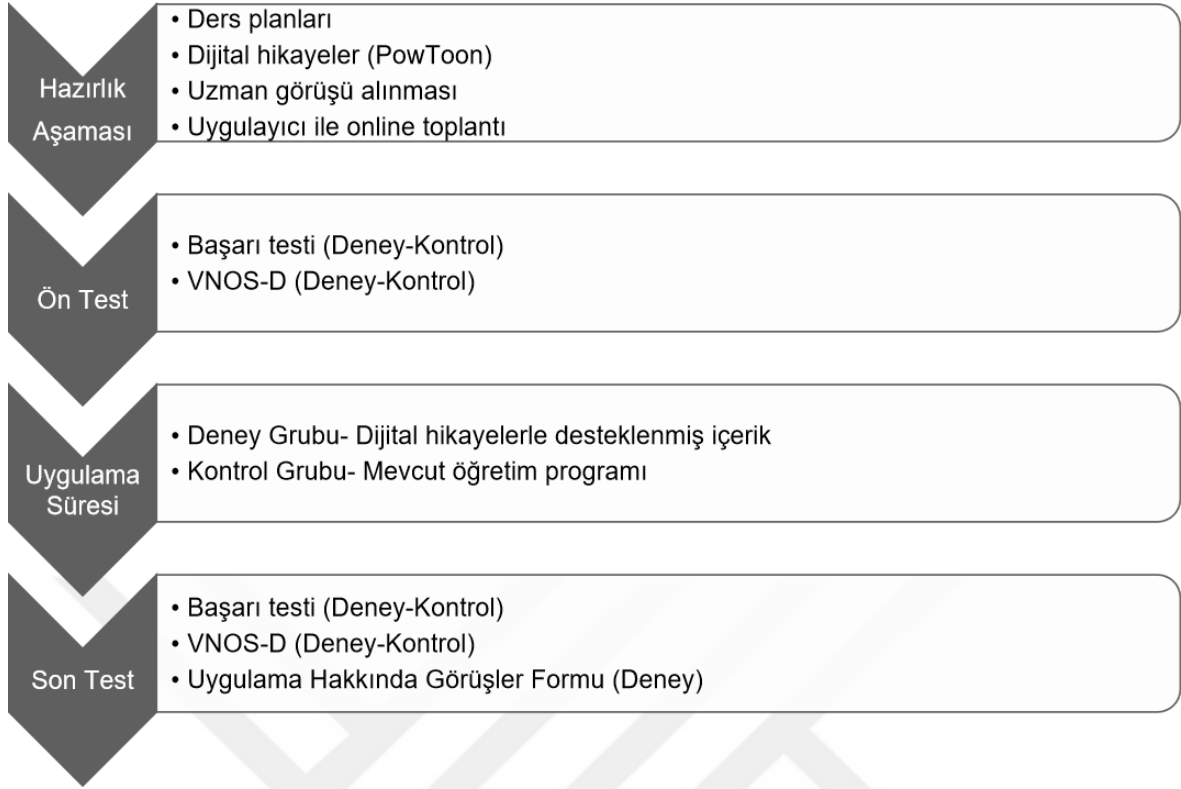 Hazırlık
Aşaması
• Ders planları
• Dijital hikayeler (PowToon)
• Uzman görüşü alınması
• Uygulayıcı ile online toplantı
Ön Test
• Başarı testi (Deney-Kontrol)
• VNOS-D (Deney-Kontrol)
Uygulama
Süresi
• Deney Grubu- Dijital hikayelerle desteklenmiş içerik
• Kontrol Grubu- Mevcut öğretim programı
Son Test
• Başarı testi (Deney-Kontrol)
• VNOS-D (Deney-Kontrol)
• Uygulama Hakkında Görüşler Formu (Deney)